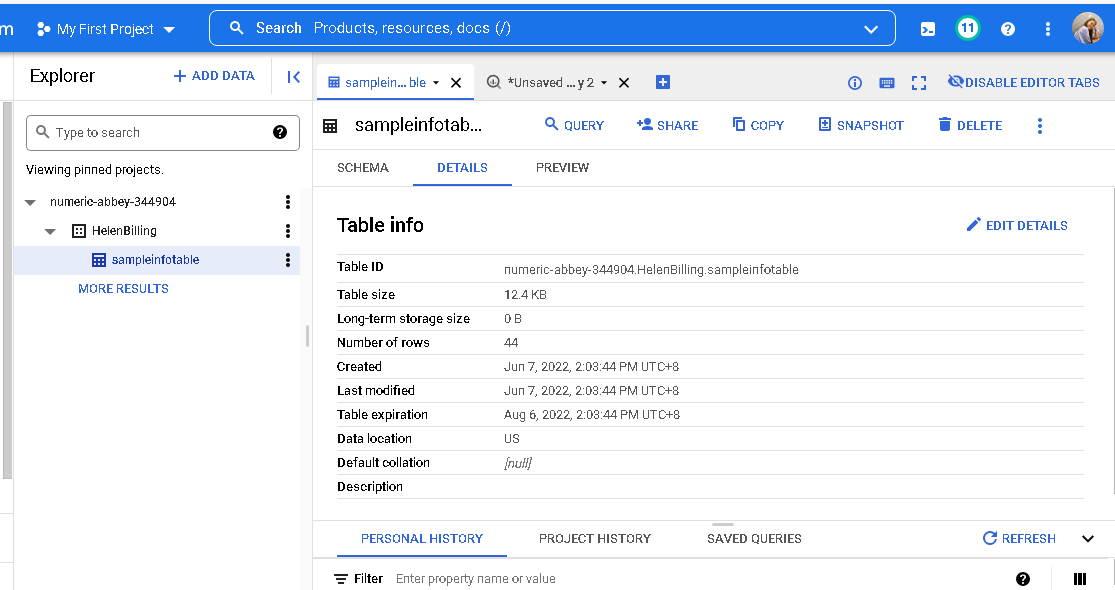 m My First Project Search Products, resources, docs (/) 11
Explorer + ADD DATA
samplein... ble *Unsaved ... y 2 DISABLE EDITOR TABS
Type to search
sampleinfotab... QUERY SHARE COPY SNAPSHOT DELETE
Viewing pinned projects.
SCHEMA DETAILS PREVIEW
numeric-abbey-344904
HelenBilling
sampleinfotable
MORE RESULTS
Table info EDIT DETAILS
Table ID numeric-abbey-344904.HelenBilling.sampleinfotable
Table size 12.4 KB
Long-term storage size 0 B
Number of rows 44
Created Jun 7, 2022, 2:03:44 PM UTC+8
Last modified Jun 7, 2022, 2:03:44 PM UTC+8
Table expiration Aug 6, 2022, 2:03:44 PM UTC+8
Data location US
Default collation [null]
Description
PERSONAL HISTORY PROJECT HISTORY SAVED QUERIES REFRESH
Filter Enter property name or value